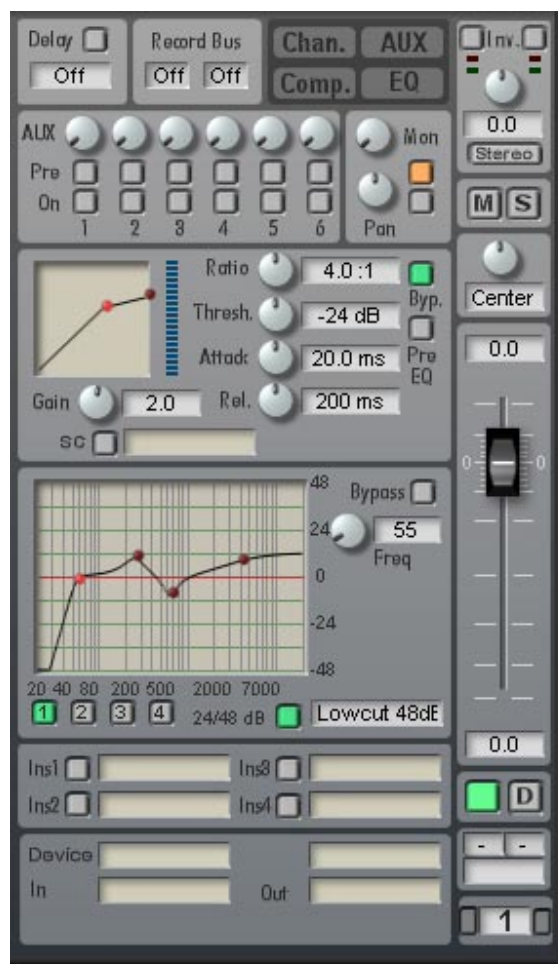 Delay
Record Bus
Chan. AUX
Inv.
Off
Off Off
Comp. EQ
0.0
Stereo
AUX
Mon
Pre
On
Pan
1 2 3 4 5 6
M S
Ratio 4.0 :1
Center
Thresh. -24 dB
Byp.
0.0
Attack 20.0 ms
Pre
EQ
Gain 2.0
Rel. 200 ms
SC
48
Bypass
0 0
24
55
Freq
0
-24
-48
20 40 80 200 500 2000 7000
1 2 3 4
24/48 dB
Lowcut 48dE
0.0
Ins1
Ins3
Ins2
Ins4
D
Device
- -
In
Out
1